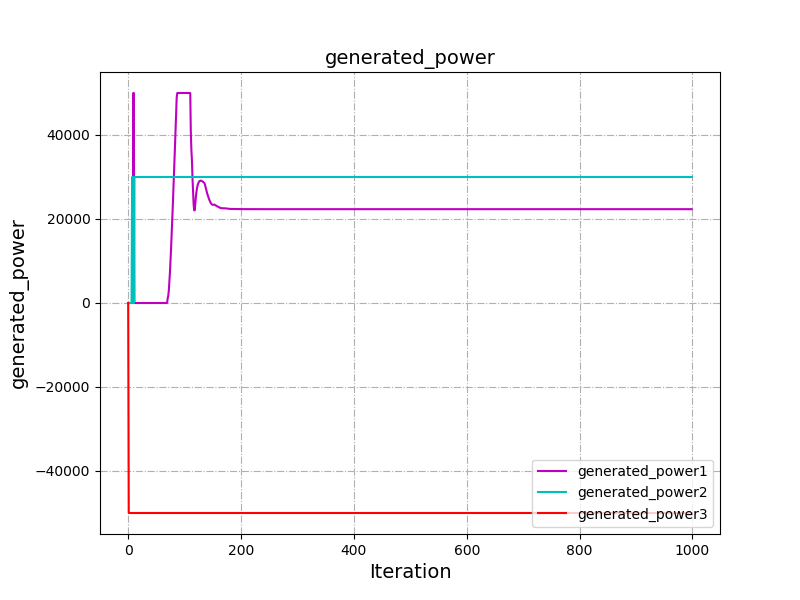 generated_power
generated_power
40000
20000
0
−20000
−40000
0
200
400
600
800
1000
Iteration
generated_power1
generated_power2
generated_power3